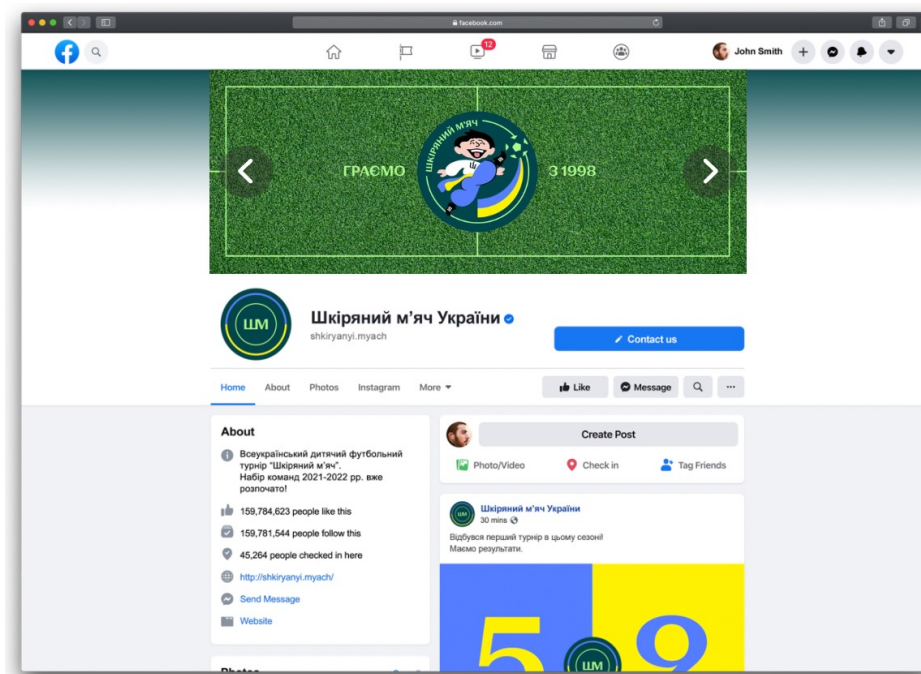 facebook.com
12
John Smith
ШКІРЯНИЙ М'ЯЧ
ГРАЄМО
Ш
З 1998
ШМ
Шкіряний м’яч України
shkiryanyi.myach
Contact us
Home About Photos Instagram More
Like Message
About
Всеукраїнський дитячий футбольний
турнір "Шкіряний м’яч".
Набір команд 2021-2022 рр. вже
розпочато!
159,784,623 people like this
159,781,544 people follow this
45,264 people checked in here
http://shkiryanyi.myach/
Send Message
Website
Photos
Create Post
Photo/Video Check in Tag Friends
ШМ
Шкіряний м’яч України
30 mins
Відбувся перший турнір в цьому сезоні!
Маємо результати.
5 9
ШМ